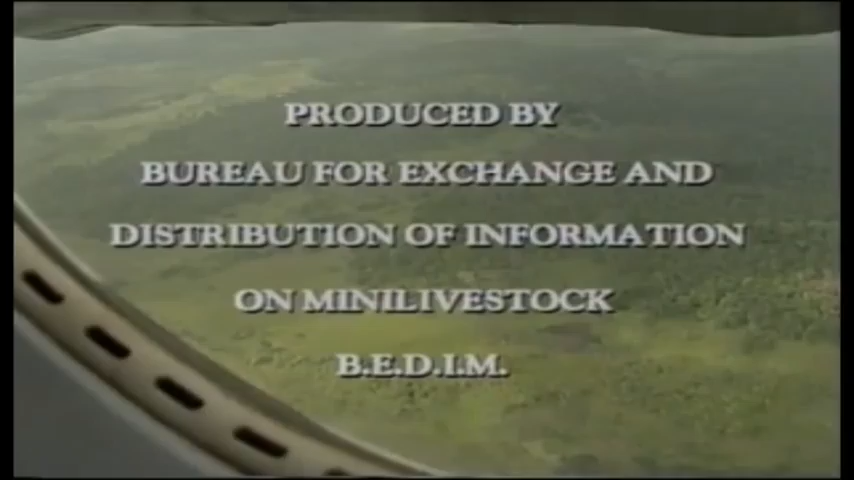 PRODUCED BY
BUREAU FOR EXCHANGE AND
DISTRIBUTION OF INFORMATION
ON MINILIVESTOCK
B.E.D.I.M.